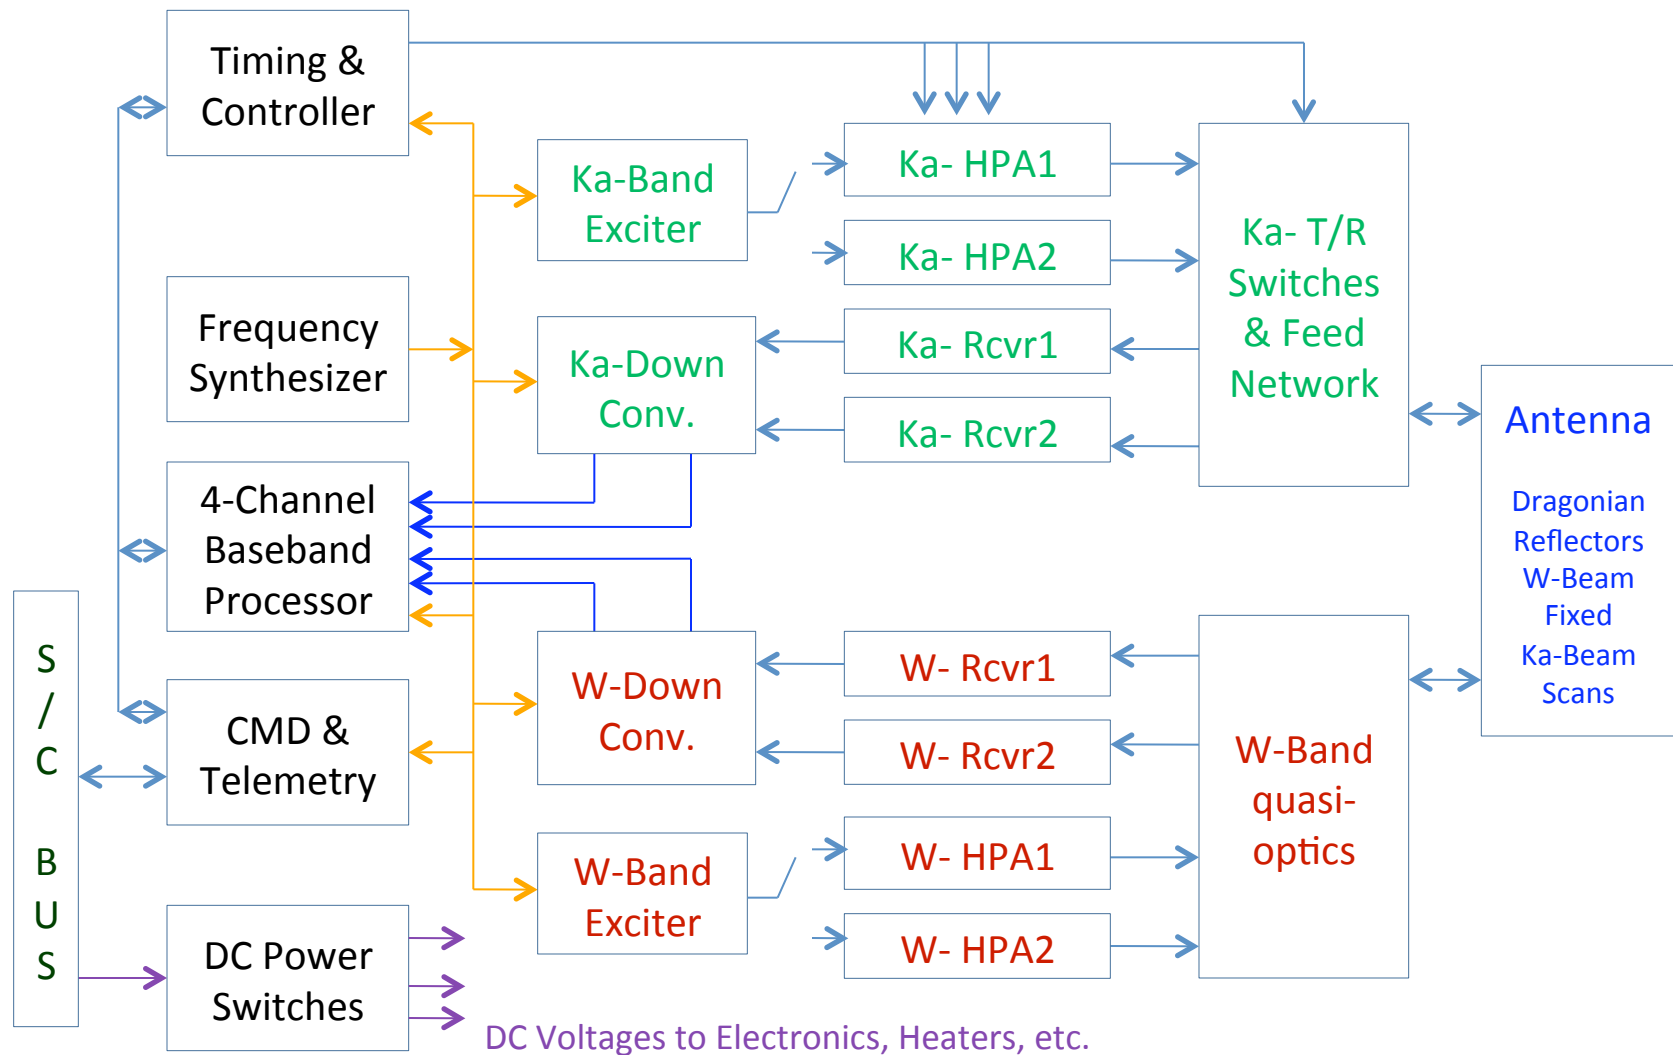 Timing &
Controller
Frequency
Synthesizer
4-Channel
Baseband
Processor
CMD &
Telemetry
DC Power
Switches
S
/
C
B
U
S
Ka-Band
Exciter
Ka-Down
Conv.
W-Down
Conv.
W-Band
Exciter
Ka- HPA1
Ka- HPA2
Ka- Rcvr1
Ka- Rcvr2
W- Rcvr1
W- Rcvr2
W- HPA1
W- HPA2
Ka- T/R
Switches
& Feed
Network
W-Band
quasi-
optics
Antenna
Dragonian
Reflectors
W-Beam
Fixed
Ka-Beam
Scans
DC Voltages to Electronics, Heaters, etc.